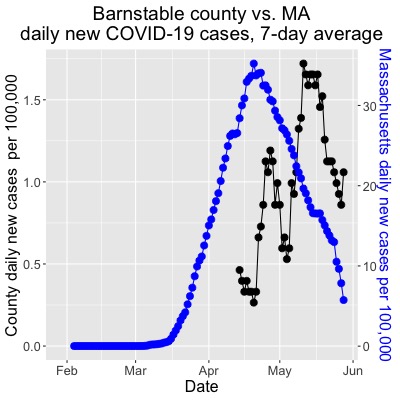 Barnstable county vs. MA
daily new COVID-19 cases, 7-day average
County daily new cases per 100,000
1.5
1.0
0.5
0.0
Feb
Mar
Apr
May
Jun
Date
30
20
10
0
Massachusetts daily new cases per 100,000